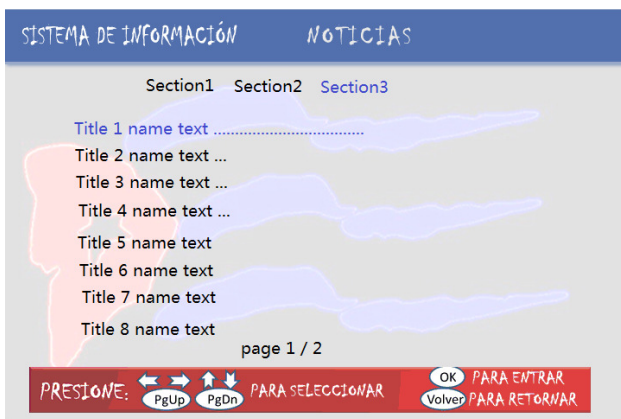 SISTEMA DE INFORMACIÓN NOTICIAS
Section1 Section2 Section3
Title 1 name text .....................................
Title 2 name text ...
Title 3 name text ...
Title 4 name text ...
Title 5 name text
Title 6 name text
Title 7 name text
Title 8 name text
page 1 / 2
PRESIONE: PgUp PgDn PARA SELECCIONAR
OK PARA ENTRAR
Volver PARA RETORNAR